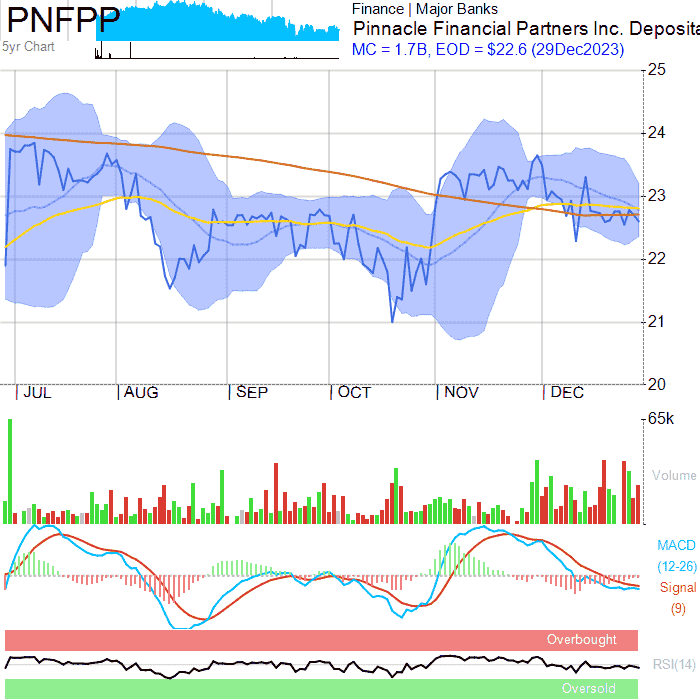 PNFPP
5yr Chart
Finance | Major Banks
Pinnacle Financial Partners Inc. Deposita
MC = 1.7B, EOD = $22.6 (29Dec2023)
25
24
23
22
21
20
JUL AUG SEP OCT NOV DEC
65k
Volume
MACD
(12-26)
Signal
(9)
Overbought
RSI(14)
Oversold